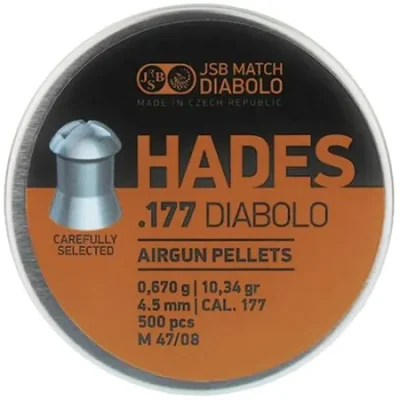 JSB
JSB MATCH
DIABOLO
MADE IN CZECH REPUBLIC
HADES
.177 DIABOLO
CAREFULLY
SELECTED
AIRGUN PELLETS
0,670 g | 10,34 gr
4.5 mm | CAL. 177
500 pcs
M 47/08